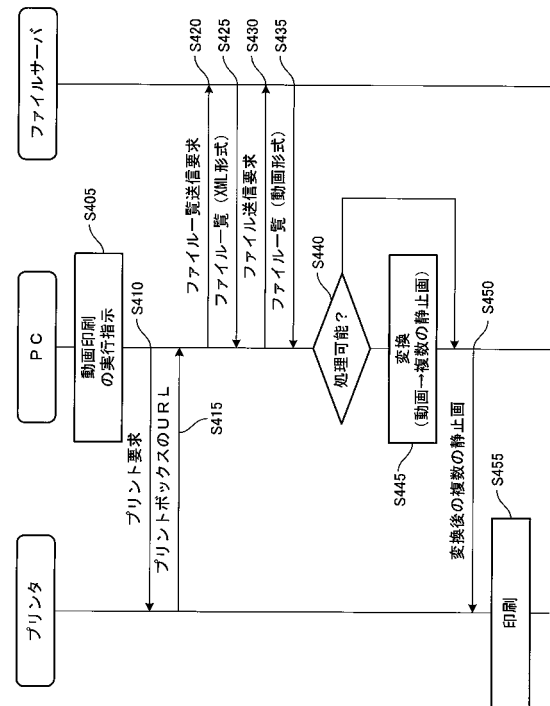 プリンタ
PC
ファイルサーバ
動画印刷
の実行指示
S405
プリント要求
S410
プリントボックスのURL
S415
ファイル一覧送信要求
S420
ファイル一覧(XML形式)
S425
ファイル送信要求
S430
ファイル一覧(動画形式)
S435
処理可能?
S440
変換
(動画→複数の静止画)
S445
変換後の複数の静止画
S450
印刷
S455